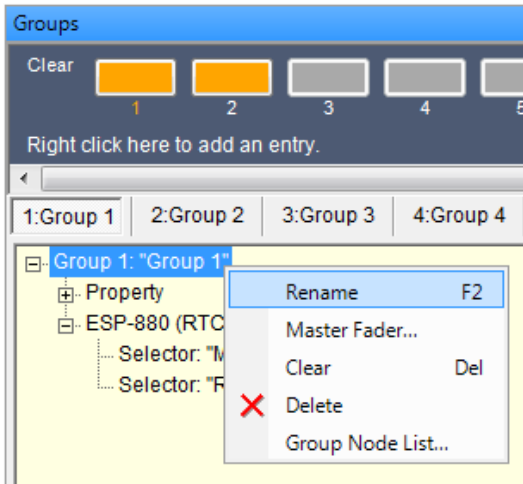 Groups
Clear
1 2 3 4 5
Right click here to add an entry.
1:Group 1 2:Group 2 3:Group 3 4:Group 4
Group 1: "Group 1"
Property
ESP-880 (RTC
Selector: "M
Selector: "R
Rename F2
Master Fader...
Clear Del
Delete
Group Node List...